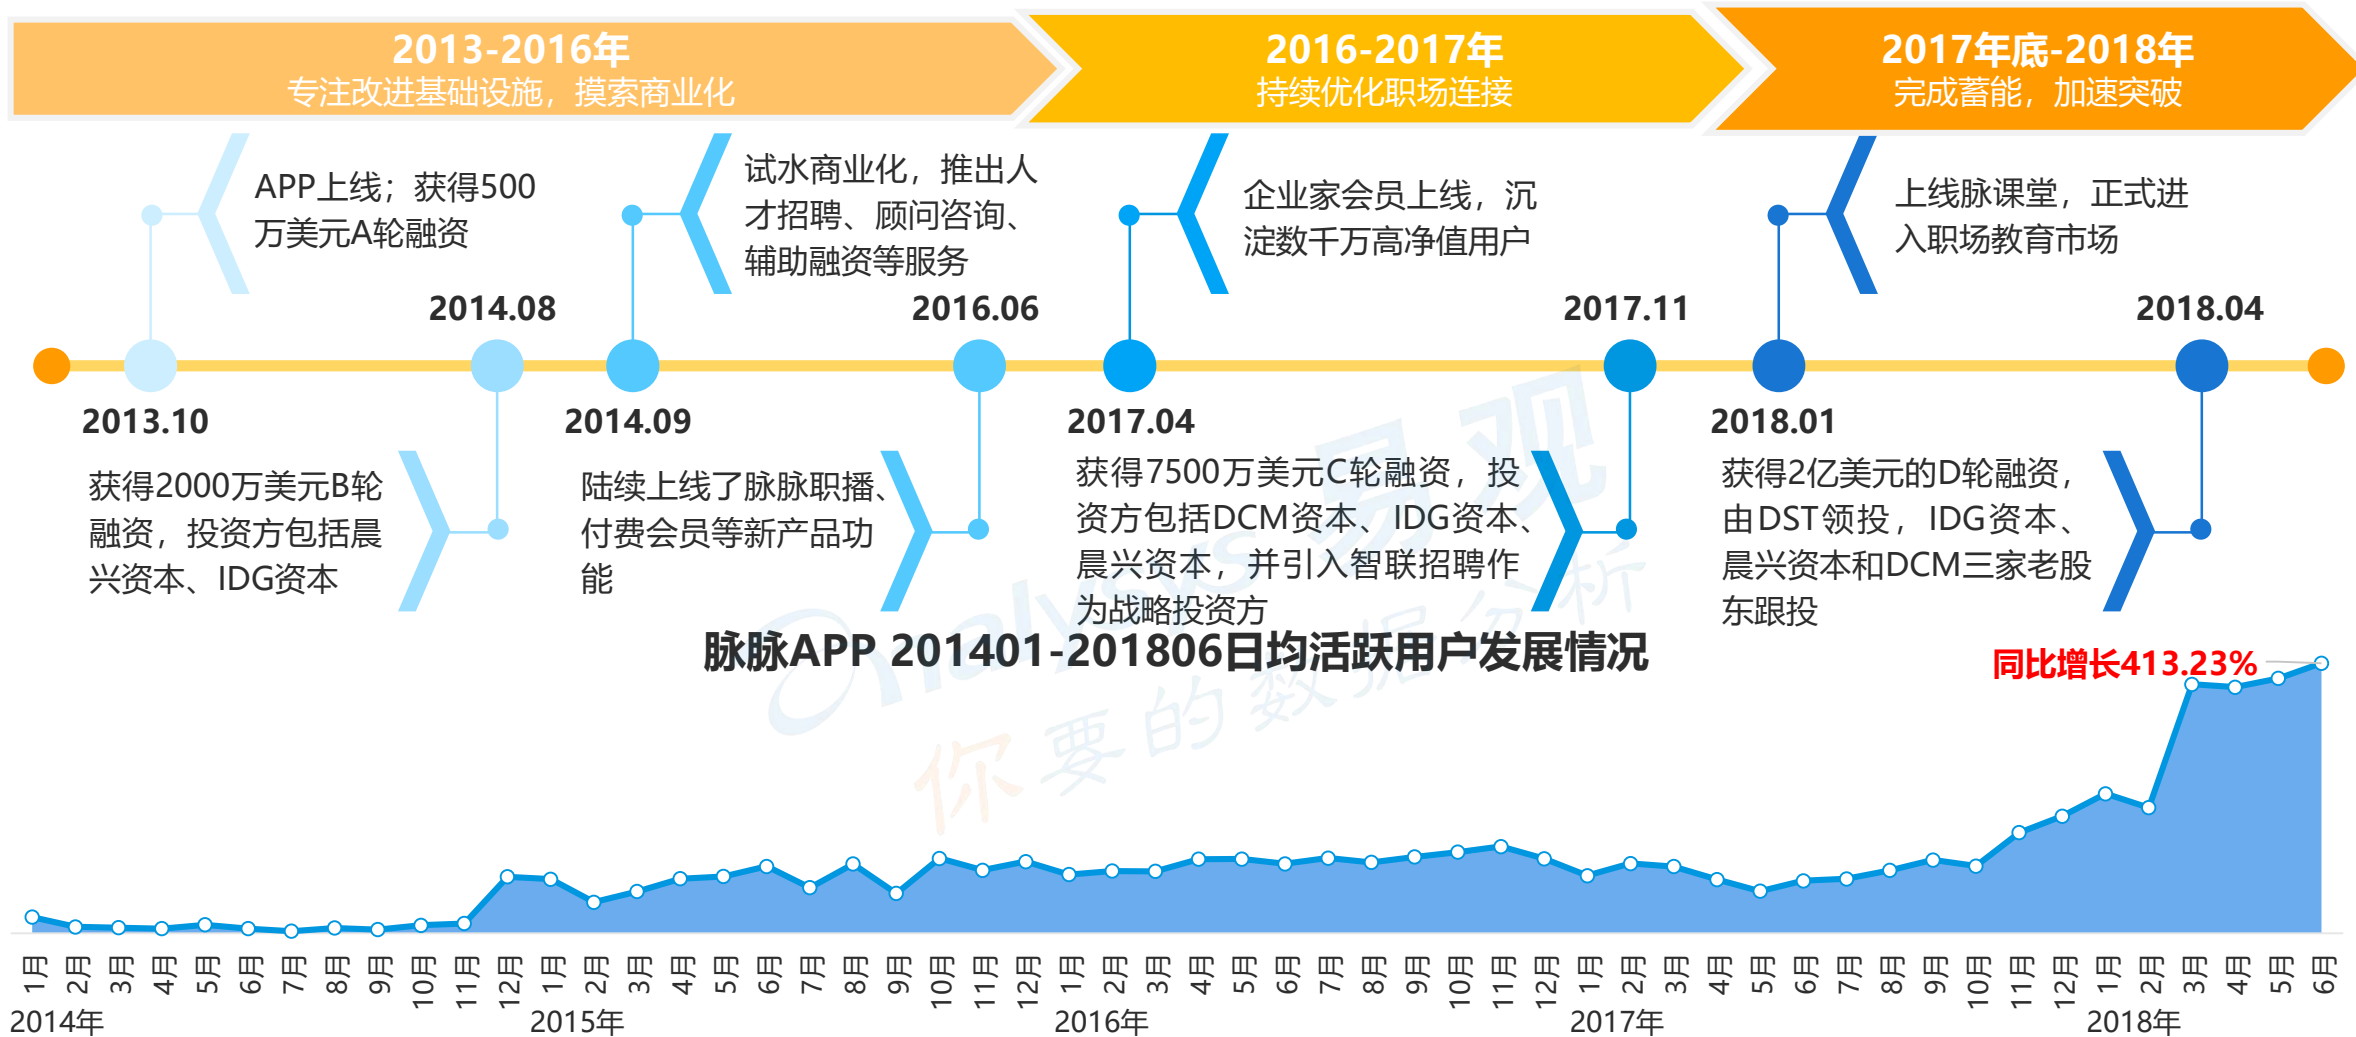 2013-2016年
专注改进基础设施，摸索商业化
2016-2017年
持续优化职场连接
2017年底-2018年
完成蓄能，加速突破
APP上线；获得500
万美元A轮融资
试水商业化，推出人
才招聘、顾问咨询、
辅助融资等服务
企业家会员上线，沉
淀数千万高净值用户
上线脉课堂，正式进
入职场教育市场
2014.08
2016.06
2017.11
2018.04
2013.10
2014.09
2017.04
2018.01
获得2000万美元B轮
融资，投资方包括晨
兴资本、IDG资本
陆续上线了脉脉职播、
付费会员等新产品功
能
获得7500万美元C轮融资，投
资方包括DCM资本、IDG资本、
晨兴资本，并引入智联招聘作
为战略投资方
获得2亿美元的D轮融资，
由DST领投，IDG资本、
晨兴资本和DCM三家老股
东跟投
analysys 易观
你要的数据分析
脉脉APP 201401-201806日均活跃用户发展情况
同比增长413.23%
1月 2月 3月 4月 5月 6月 7月 8月 9月 10月 11月 12月 1月 2月 3月 4月 5月 6月 7月 8月 9月 10月 11月 12月 1月 2月 3月 4月 5月 6月 7月 8月 9月 10月 11月 12月 1月 2月 3月 4月 5月 6月 7月 8月 9月 10月 11月 12月 1月 2月 3月 4月 5月 6月
2014年 2015年 2016年 2017年 2018年